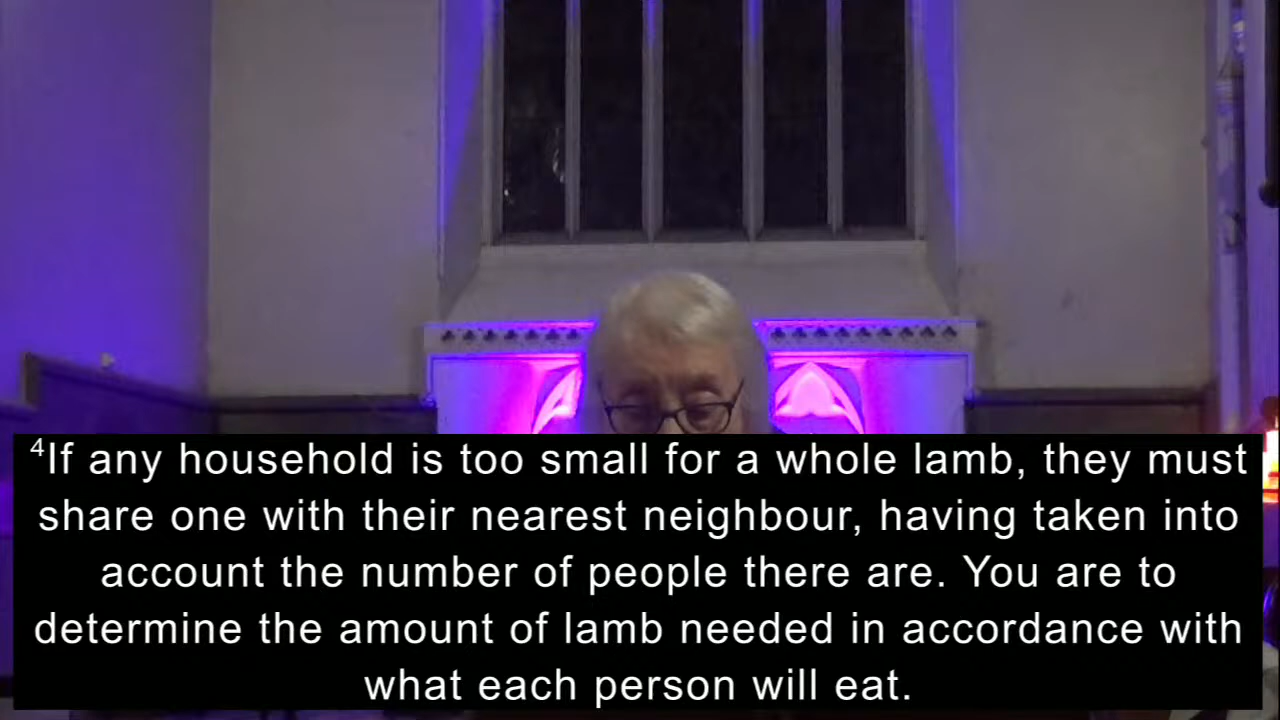 ⁴If any household is too small for a whole lamb, they must
share one with their nearest neighbour, having taken into
account the number of people there are. You are to
determine the amount of lamb needed in accordance with
what each person will eat.